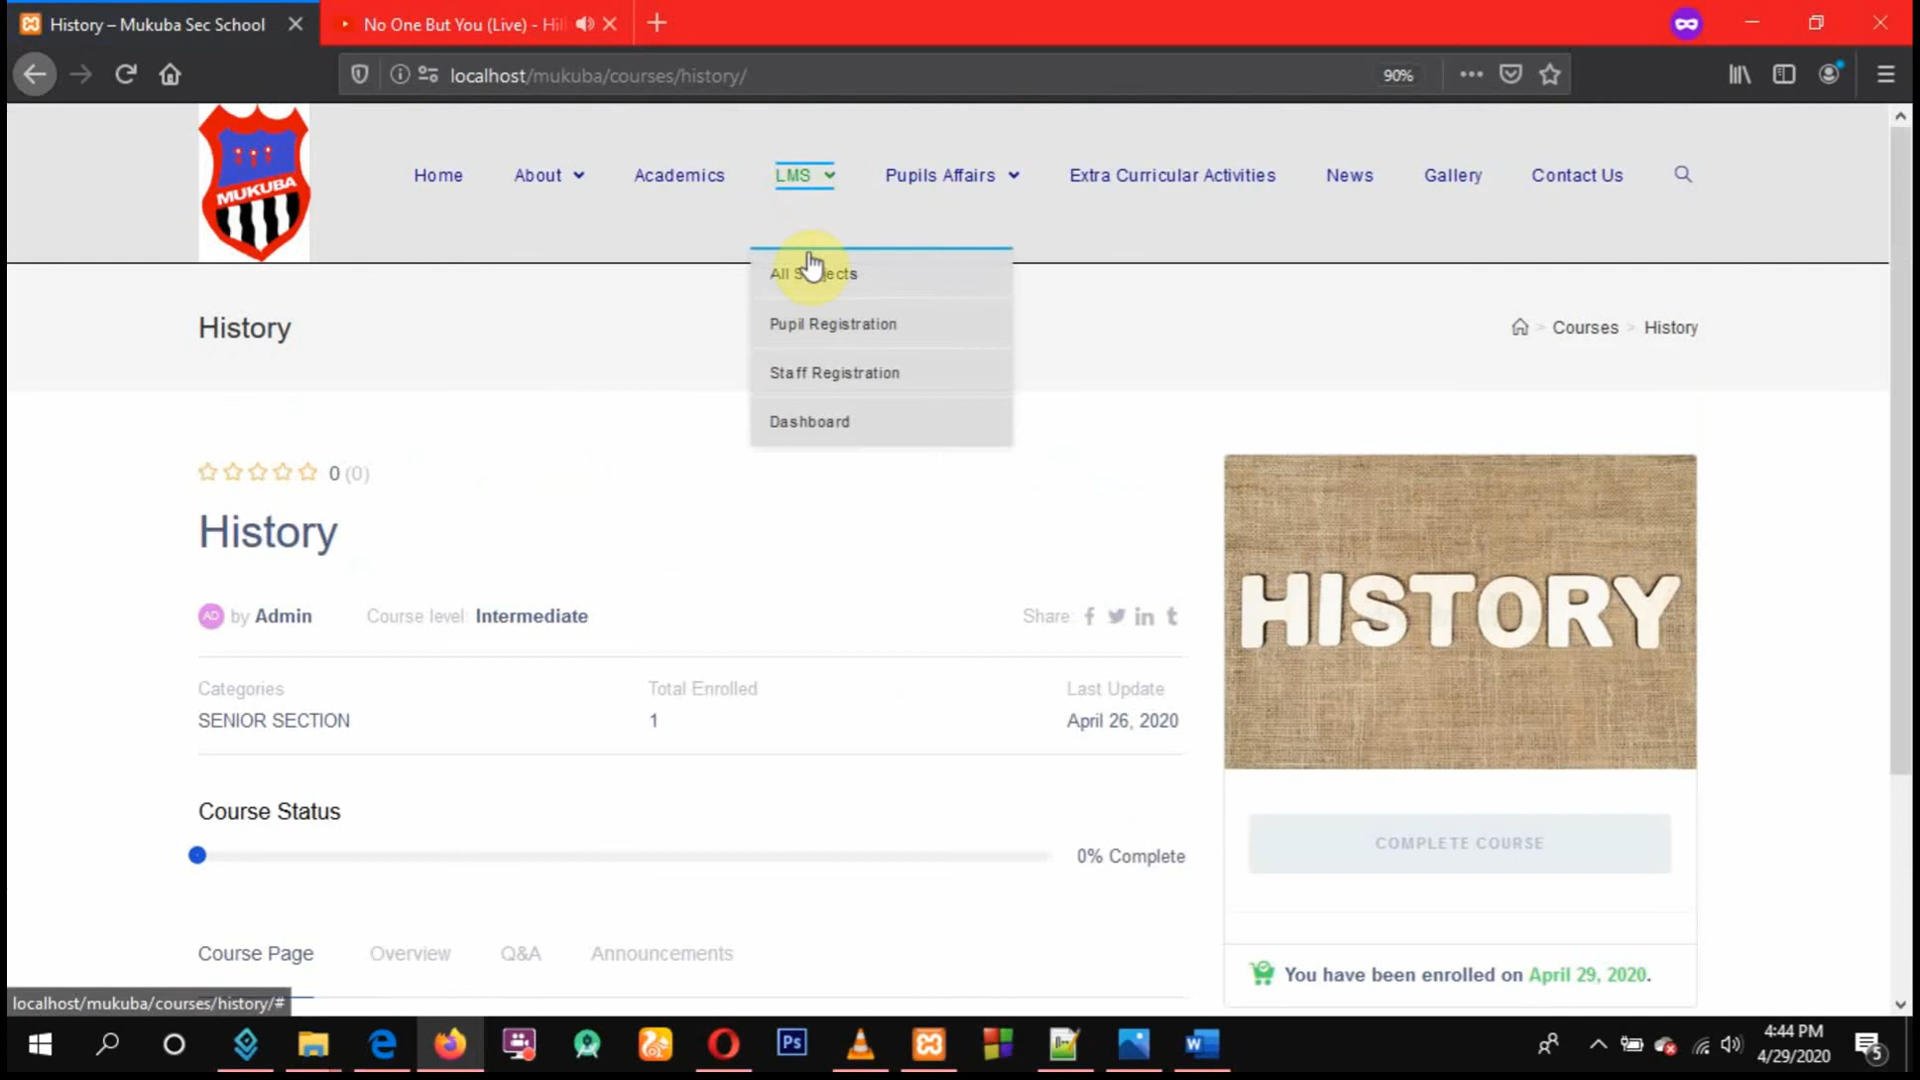 History – Mukuba Sec School
No One But You (Live) - Hil
localhost/mukuba/courses/history/
90%
MUKUBA
Home
About
Academics
LMS
Pupils Affairs
Extra Curricular Activities
News
Gallery
Contact Us
All Subjects
Pupil Registration
Staff Registration
Dashboard
History
Courses > History
0 (0)
History
AD by Admin
Course level: Intermediate
Share:
Categories
Total Enrolled
Last Update
SENIOR SECTION
1
April 26, 2020
HISTORY
Course Status
0% Complete
COMPLETE COURSE
Course Page
Overview
Q&A
Announcements
You have been enrolled on April 29, 2020.
localhost/mukuba/courses/history/#
Ps
W
4:44 PM
4/29/2020
5